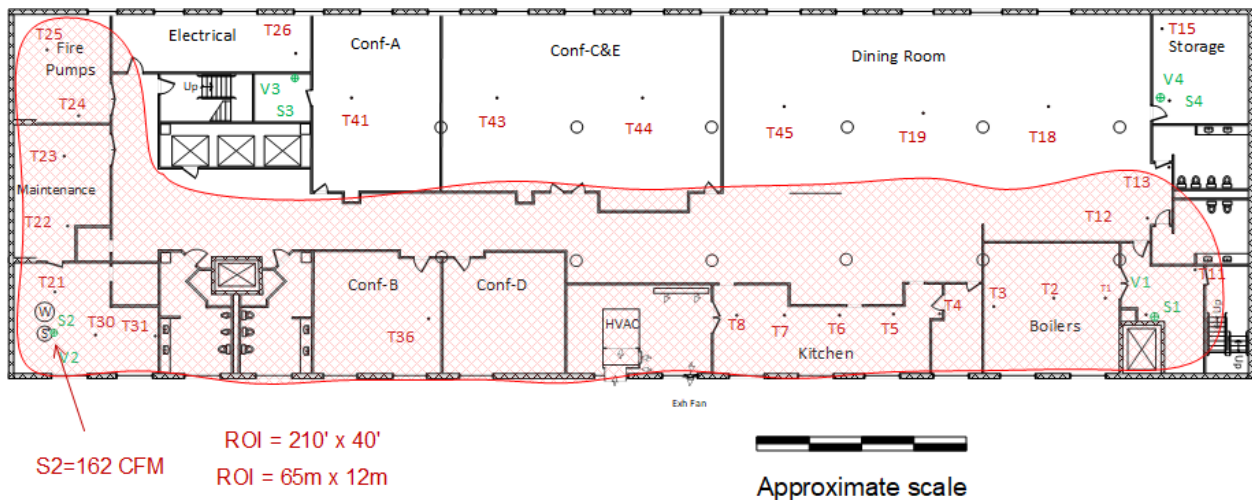 T25
Fire
Pumps
T24
Electrical
T26
Up
V3
S3
Conf-A
T41
Conf-C&E
T43
T44
Dining Room
T45
T19
T18
T15
Storage
V4
S4
T23
Maintenance
T22
T13
T12
T21
W
S2
S
V2
T30
T31
Conf-B
T36
Conf-D
HVAC
T8
T7
T6
T5
T4
Kitchen
T3
T2
T1
Boilers
V1
S1
T11
Up
Up
Exh Fan
S2=162 CFM
ROI = 210' x 40'
ROI = 65m x 12m
Approximate scale